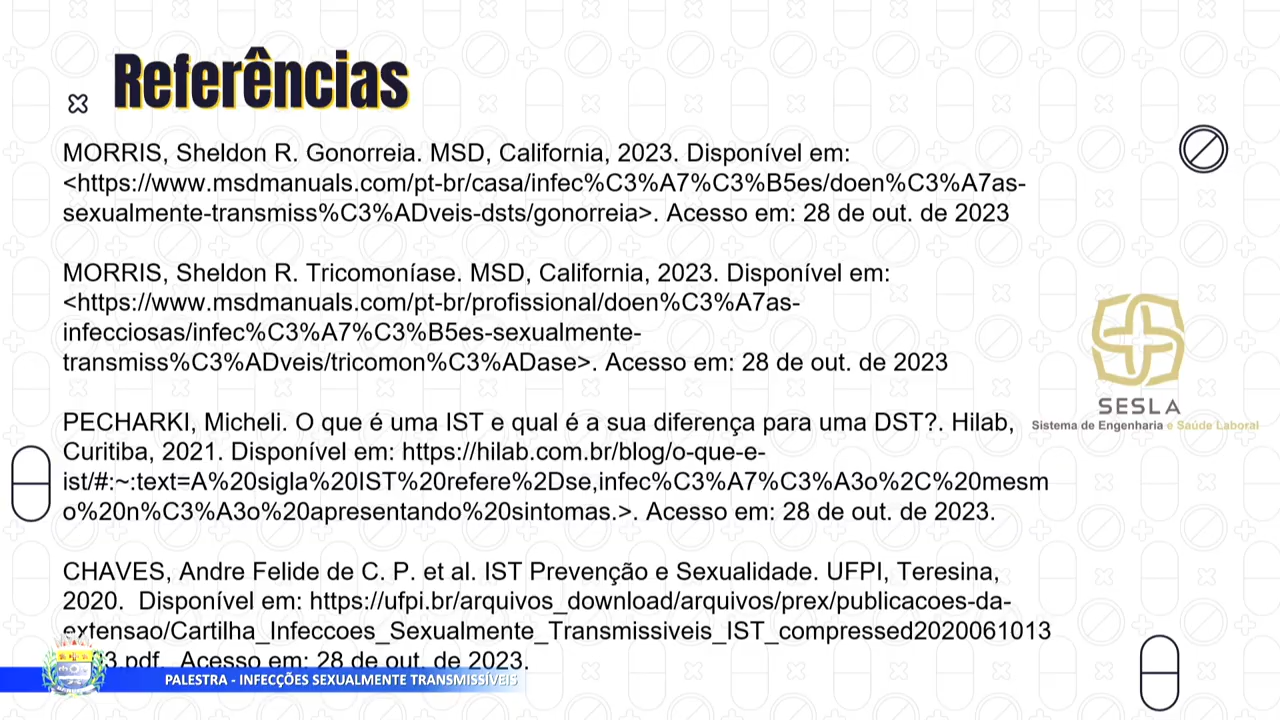 Referências
MORRIS, Sheldon R. Gonorreia. MSD, California, 2023. Disponível em:
<https://www.msdmanuals.com/pt-br/casa/infec%C3%A7%C3%B5es/doen%C3%A7as-
sexualmente-transmiss%C3%ADveis-dsts/gonorreia>. Acesso em: 28 de out. de 2023
MORRIS, Sheldon R. Tricomoníase. MSD, California, 2023. Disponível em:
<https://www.msdmanuals.com/pt-br/profissional/doen%C3%A7as-
infecciosas/infec%C3%A7%C3%B5es-sexualmente-
transmiss%C3%ADveis/tricomon%C3%ADase>. Acesso em: 28 de out. de 2023
PECHARKI, Micheli. O que é uma IST e qual é a sua diferença para uma DST?. Hilab,
Curitiba, 2021. Disponível em: https://hilab.com.br/blog/o-que-e-
ist/#:~:text=A%20sigla%20IST%20refere%2Dse,infec%C3%A7%C3%A3o%2C%20mesm
o%20n%C3%A3o%20apresentando%20sintomas.>. Acesso em: 28 de out. de 2023.
CHAVES, Andre Felide de C. P. et al. IST Prevenção e Sexualidade. UFPI, Teresina,
2020. Disponível em: https://ufpi.br/arquivos_download/arquivos/prex/publicacoes-da-
extensao/Cartilha_Infeccoes_Sexualmente_Transmissiveis_IST_compressed2020061013
3.pdf. Acesso em: 28 de out. de 2023.
SESLA
Sistema de Engenharia e Saúde Laboral
PALESTRA - INFECÇÕES SEXUALMENTE TRANSMISSÍVEIS